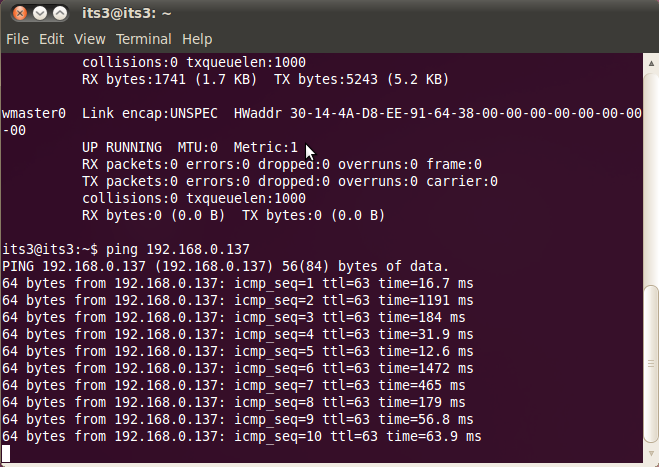 its3@its3: ~
File Edit View Terminal Help
collisions:0 txqueuelen:1000
RX bytes:1741 (1.7 KB)  TX bytes:5243 (5.2 KB)
wmaster0  Link encap:UNSPEC  HWaddr 30-14-4A-D8-EE-91-64-38-00-00-00-00-00-00-00
-00
UP RUNNING  MTU:0  Metric:1
RX packets:0 errors:0 dropped:0 overruns:0 frame:0
TX packets:0 errors:0 dropped:0 overruns:0 carrier:0
collisions:0 txqueuelen:1000
RX bytes:0 (0.0 B)  TX bytes:0 (0.0 B)
its3@its3:~$ ping 192.168.0.137
PING 192.168.0.137 (192.168.0.137) 56(84) bytes of data.
64 bytes from 192.168.0.137: icmp_seq=1 ttl=63 time=16.7 ms
64 bytes from 192.168.0.137: icmp_seq=2 ttl=63 time=1191 ms
64 bytes from 192.168.0.137: icmp_seq=3 ttl=63 time=184 ms
64 bytes from 192.168.0.137: icmp_seq=4 ttl=63 time=31.9 ms
64 bytes from 192.168.0.137: icmp_seq=5 ttl=63 time=12.6 ms
64 bytes from 192.168.0.137: icmp_seq=6 ttl=63 time=1472 ms
64 bytes from 192.168.0.137: icmp_seq=7 ttl=63 time=465 ms
64 bytes from 192.168.0.137: icmp_seq=8 ttl=63 time=179 ms
64 bytes from 192.168.0.137: icmp_seq=9 ttl=63 time=56.8 ms
64 bytes from 192.168.0.137: icmp_seq=10 ttl=63 time=63.9 ms